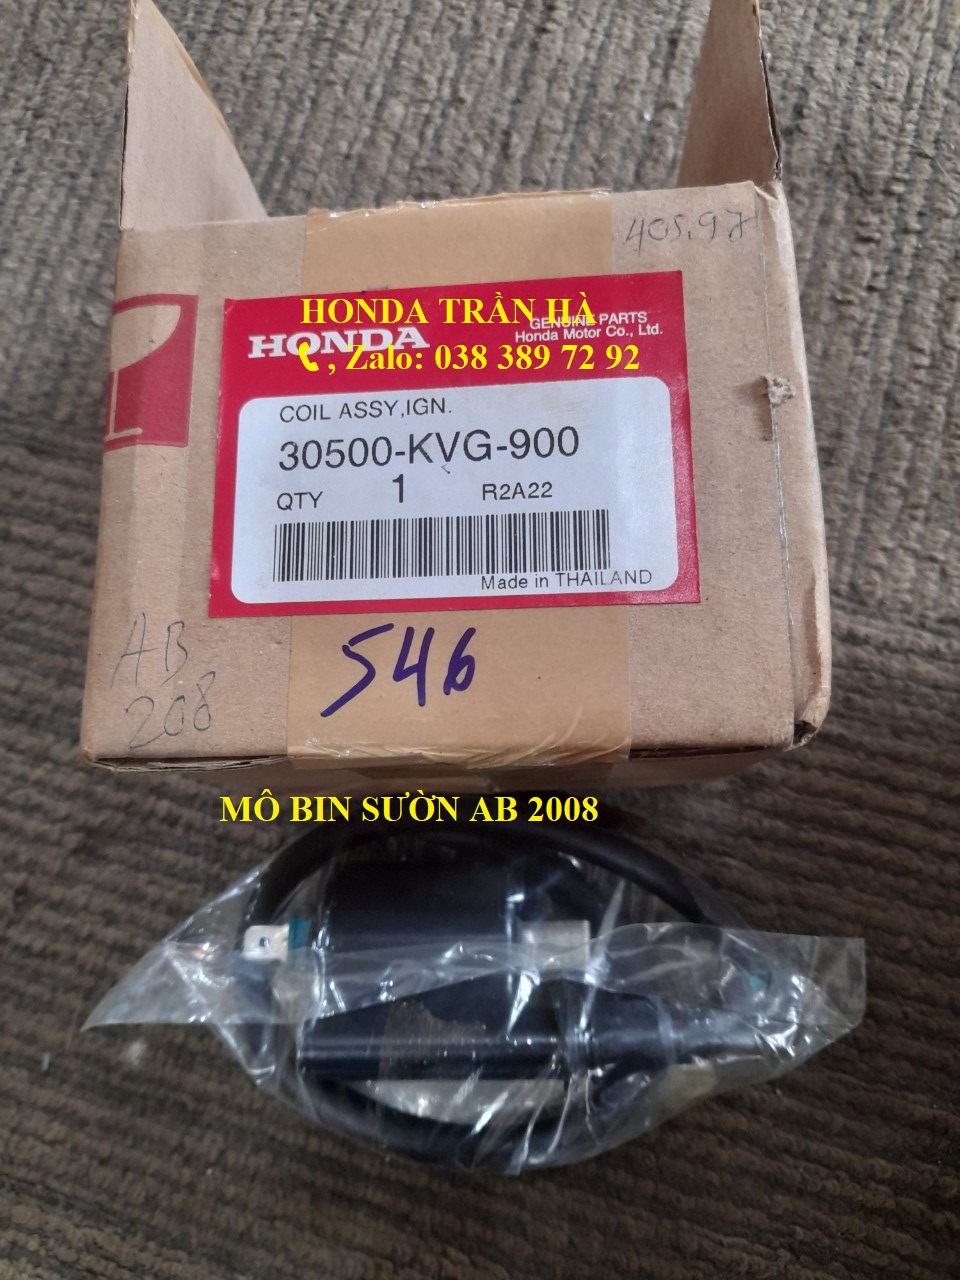 405.97
HONDA TRẦN HÀ
GENUINE PARTS
HONDA
Honda Motor Co., Ltd.
, Zalo: 038 389 72 92
COIL ASSY,IGN.
30500-KVG-900
QTY 1 R2A22
Made in THAILAND
546
AB
208
MÔ BIN SƯỜN AB 2008